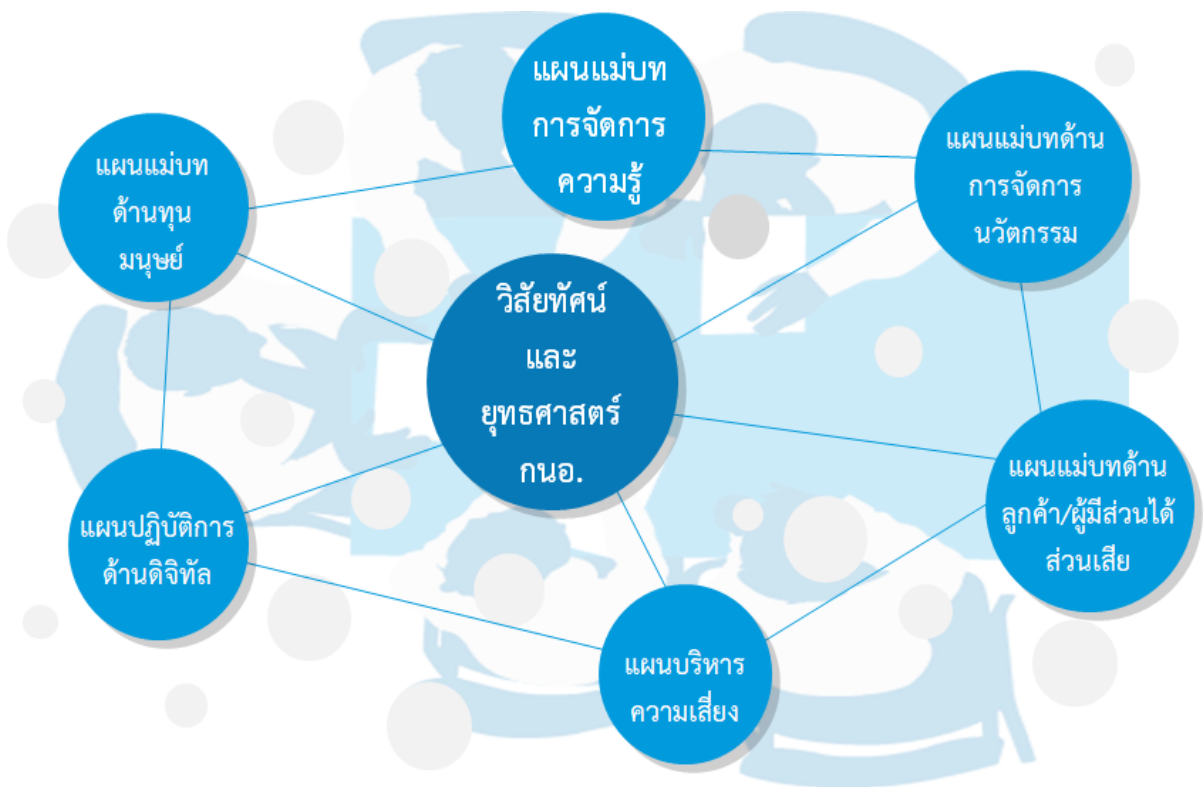 แผนแม่บท
การจัดการ
ความรู้
แผนแม่บทด้าน
การจัดการ
นวัตกรรม
แผนแม่บท
ด้านทุน
มนุษย์
วิสัยทัศน์
และ
ยุทธศาสตร์
กนอ.
แผนแม่บทด้าน
ลูกค้า/ผู้มีส่วนได้
ส่วนเสีย
แผนปฏิบัติการ
ด้านดิจิทัล
แผนบริหาร
ความเสี่ยง